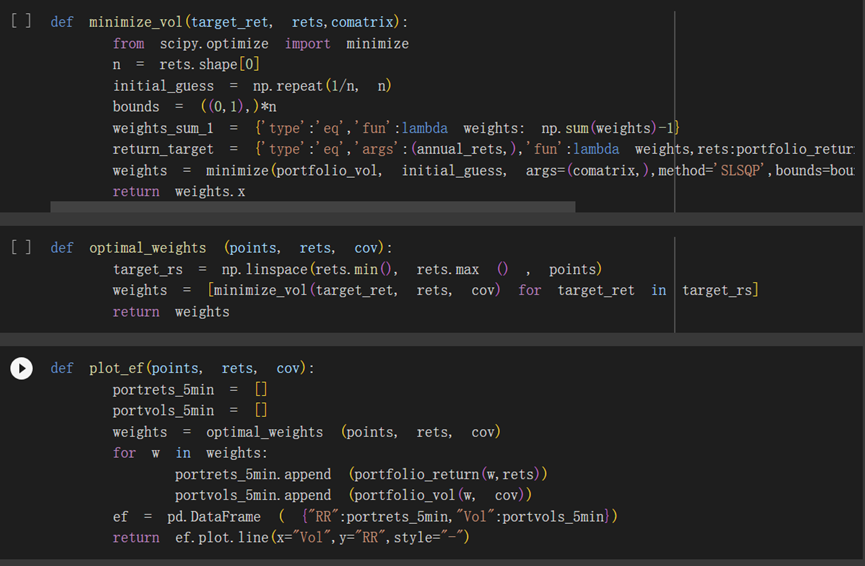 [ ] def minimize_vol(target_ret, rets,comatrix):
from scipy.optimize import minimize
n = rets.shape[0]
initial_guess = np.repeat(1/n, n)
bounds = ((0,1),)*n
weights_sum_1 = {'type':'eq','fun':lambda weights: np.sum(weights)-1}
return_target = {'type':'eq','args':(annual_rets,),'fun':lambda weights,rets:portfolio_retur
weights = minimize(portfolio_vol, initial_guess, args=(comatrix,),method='SLSQP',bounds=bou
return weights.x
[ ] def optimal_weights (points, rets, cov):
target_rs = np.linspace(rets.min(), rets.max () , points)
weights = [minimize_vol(target_ret, rets, cov) for target_ret in target_rs]
return weights
def plot_ef(points, rets, cov):
portrets_5min = []
portvols_5min = []
weights = optimal_weights (points, rets, cov)
for w in weights:
portrets_5min.append (portfolio_return(w,rets))
portvols_5min.append (portfolio_vol(w, cov))
ef = pd.DataFrame ( {"RR":portrets_5min,"Vol":portvols_5min})
return ef.plot.line(x="Vol",y="RR",style="-")